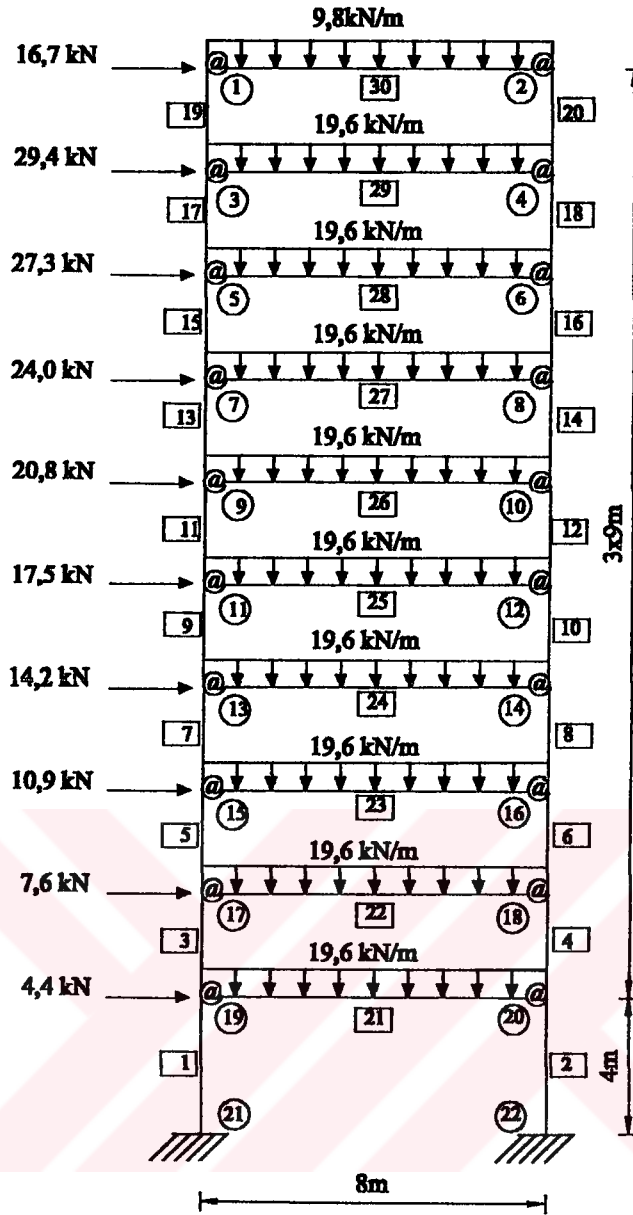 9,8kN/m
16,7 kN
@ @
1 30 2
19 20
19,6 kN/m
29,4 kN
@ @
3 29 4
17 18
19,6 kN/m
27,3 kN
@ @
5 28 6
15 16
19,6 kN/m
24,0 kN
@ @
7 27 8
13 14
19,6 kN/m
20,8 kN
@ @
9 26 10
11 12
19,6 kN/m
3x9m
17,5 kN
@ @
11 25 12
9 10
19,6 kN/m
14,2 kN
@ @
13 24 14
7 8
19,6 kN/m
10,9 kN
@ @
15 23 16
5 6
19,6 kN/m
7,6 kN
@ @
17 22 18
3 4
19,6 kN/m
4,4 kN
@ @
19 21 20
1 2
4m
21 22
8m